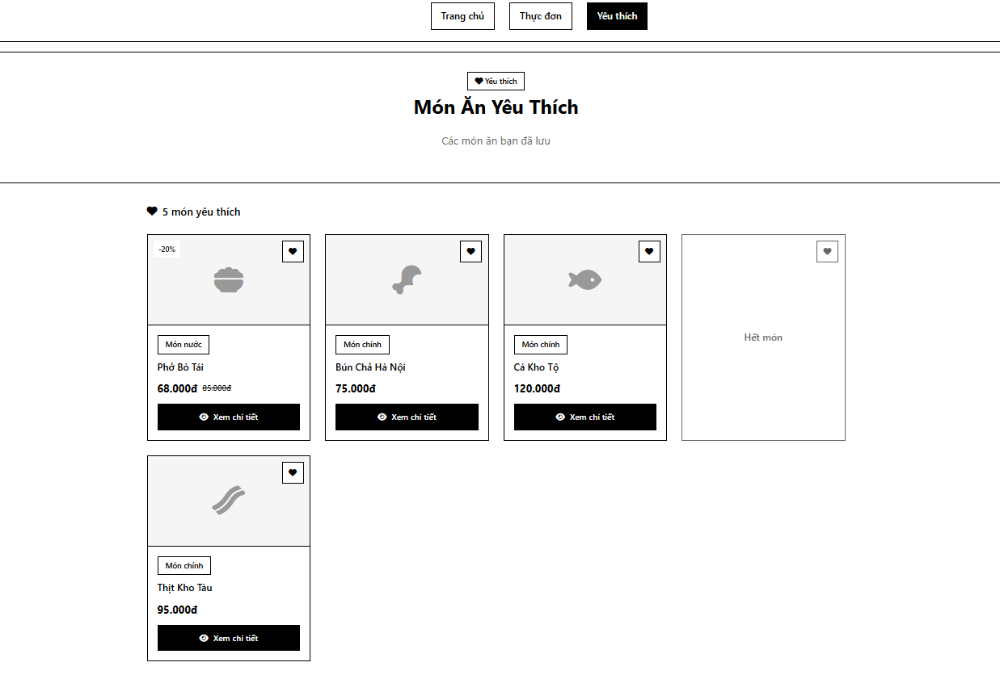 Trang chủ
Thực đơn
Yêu thích
Yêu thích
Món Ăn Yêu Thích
Các món ăn bạn đã lưu
5 món yêu thích
-20%
Món nước
Phở Bò Tái
68.000đ 85.000đ
Xem chi tiết
Món chính
Bún Chả Hà Nội
75.000đ
Xem chi tiết
Món chính
Cá Kho Tộ
120.000đ
Xem chi tiết
Hết món
Món chính
Thịt Kho Tàu
95.000đ
Xem chi tiết